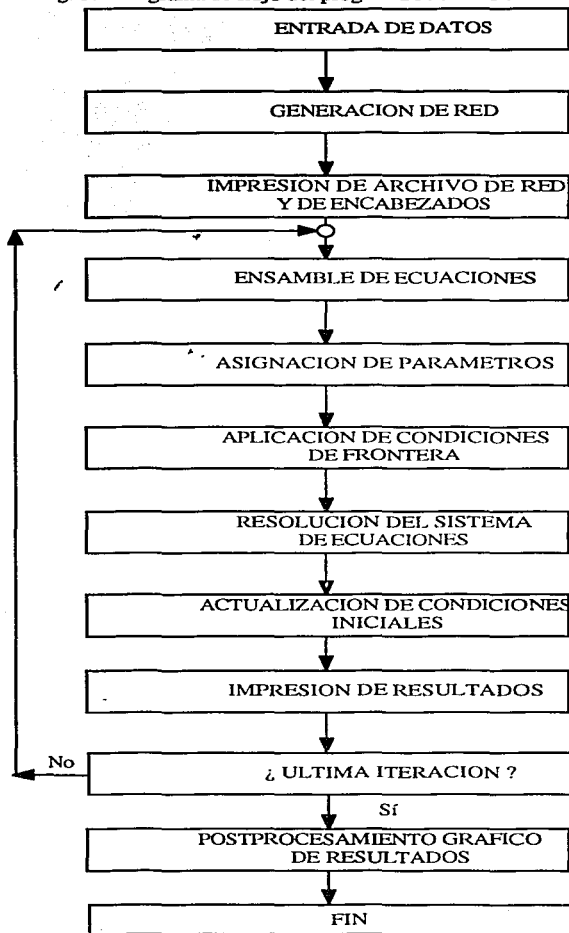 ENTRADA DE DATOS
GENERACION DE RED
IMPRESION DE ARCHIVO DE RED
Y DE ENCABEZADOS
ENSAMBLE DE ECUACIONES
ASIGNACION DE PARAMETROS
APLICACION DE CONDICIONES
DE FRONTERA
RESOLUCION DEL SISTEMA
DE ECUACIONES
ACTUALIZACION DE CONDICIONES
INICIALES
IMPRESION DE RESULTADOS
No
¿ ULTIMA ITERACION ?
Sí
POSTPROCESAMIENTO GRAFICO
DE RESULTADOS
FIN